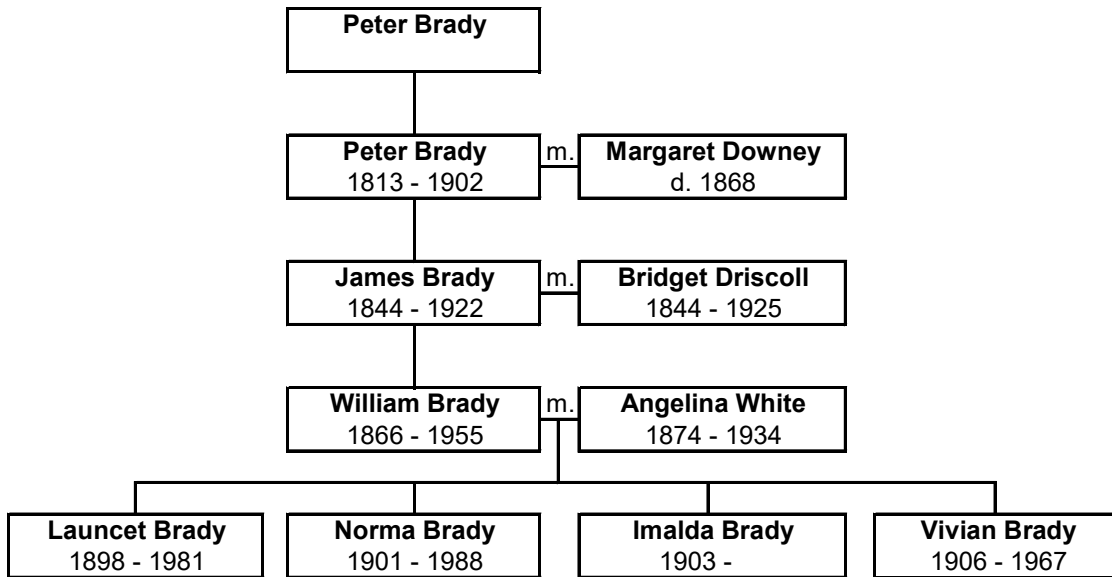 Peter Brady
Peter Brady m. Margaret Downey
1813 - 1902 d. 1868
James Brady m. Bridget Driscoll
1844 - 1922 1844 - 1925
William Brady m. Angelina White
1866 - 1955 1874 - 1934
Launcet Brady Norma Brady Imalda Brady Vivian Brady
1898 - 1981 1901 - 1988 1903 - 1906 - 1967